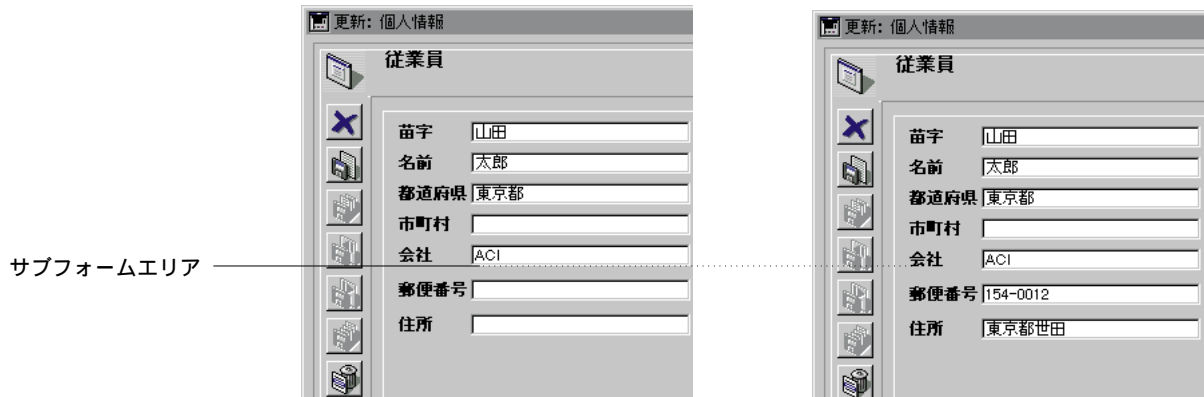 更新: 個人情報
従業員
苗字 山田
名前 太郎
都道府県 東京都
市町村
会社 ACI
郵便番号
住所
サブフォームエリア
更新: 個人情報
従業員
苗字 山田
名前 太郎
都道府県 東京都
市町村
会社 ACI
郵便番号 154-0012
住所 東京都世田